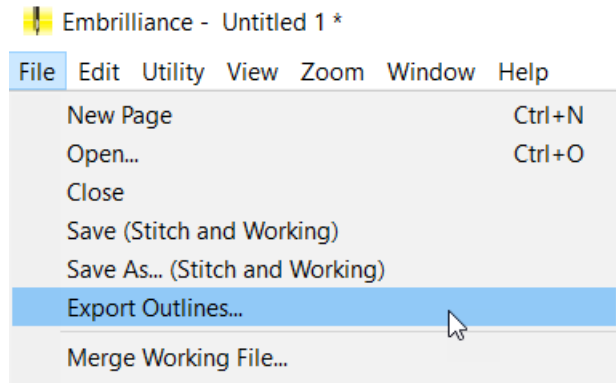 Embrilliance - Untitled 1 *
File Edit Utility View Zoom Window Help
New Page Ctrl+N
Open... Ctrl+O
Close
Save (Stitch and Working)
Save As... (Stitch and Working)
Export Outlines...
Merge Working File...